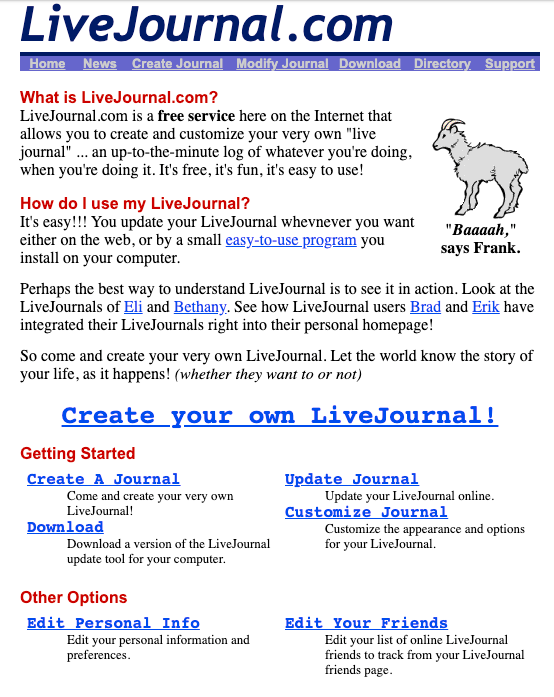 LiveJournal.com
Home News Create Journal Modify Journal Download Directory Support
What is LiveJournal.com?
LiveJournal.com is a free service here on the Internet that
allows you to create and customize your very own "live
journal" ... an up-to-the-minute log of whatever you're doing,
when you're doing it. It's free, it's fun, it's easy to use!
How do I use my LiveJournal?
It's easy!!! You update your LiveJournal whevnever you want
either on the web, or by a small easy-to-use program you
install on your computer.
"Baaaah,"
says Frank.
Perhaps the best way to understand LiveJournal is to see it in action. Look at the
LiveJournals of Eli and Bethany. See how LiveJournal users Brad and Erik have
integrated their LiveJournals right into their personal homepage!
So come and create your very own LiveJournal. Let the world know the story of
your life, as it happens! (whether they want to or not)
Create your own LiveJournal!
Getting Started
Create A Journal
Come and create your very own
LiveJournal!
Download
Download a version of the LiveJournal
update tool for your computer.
Update Journal
Update your LiveJournal online.
Customize Journal
Customize the appearance and options
for your LiveJournal.
Other Options
Edit Personal Info
Edit your personal information and
preferences.
Edit Your Friends
Edit your list of online LiveJournal
friends to track from your LiveJournal
friends page.